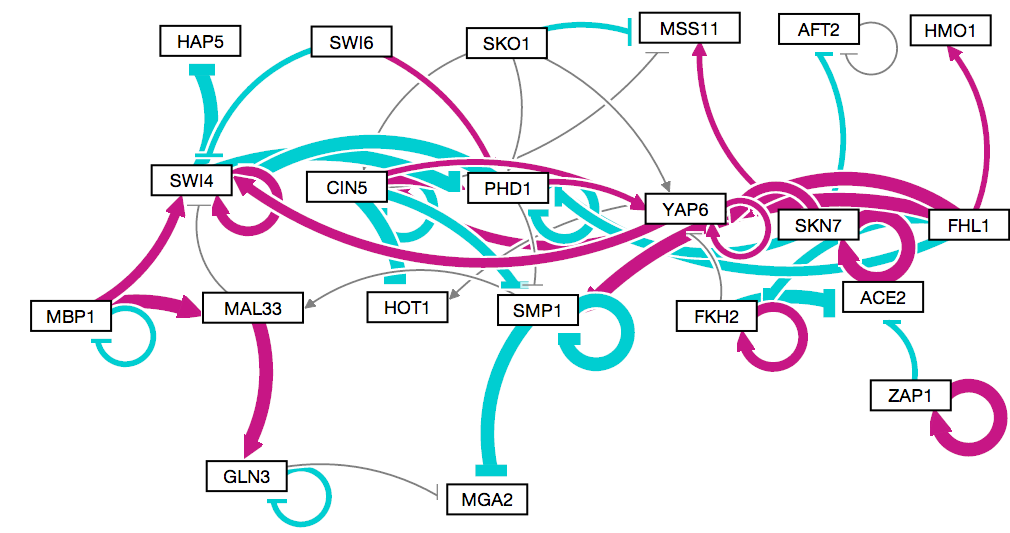 HAP5
SWI6
SKO1
MSS11
AFT2
HMO1
SWI4
CIN5
PHD1
YAP6
SKN7
FHL1
MBP1
MAL33
HOT1
SMP1
FKH2
ACE2
ZAP1
GLN3
MGA2